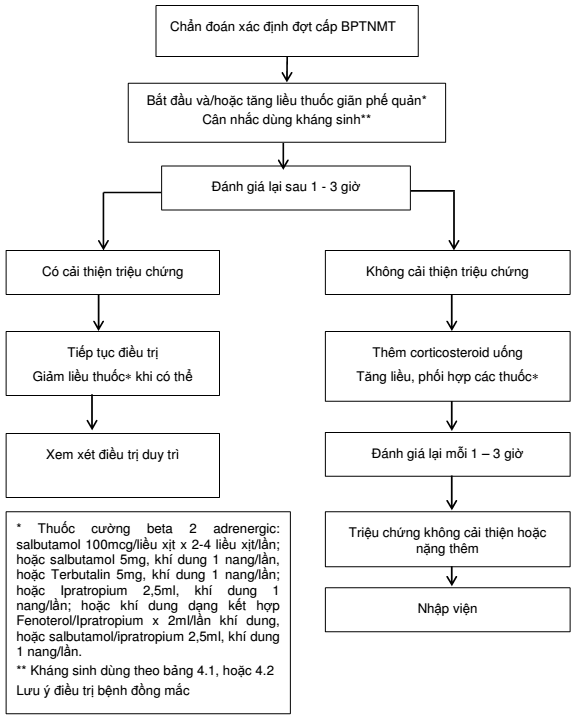 Chẩn đoán xác định đợt cấp BPTNMT
Bắt đầu và/hoặc tăng liều thuốc giãn phế quản*
Cân nhắc dùng kháng sinh**
Đánh giá lại sau 1 - 3 giờ
Có cải thiện triệu chứng
Không cải thiện triệu chứng
Tiếp tục điều trị
Giảm liều thuốc* khi có thể
Thêm corticosteroid uống
Tăng liều, phối hợp các thuốc*
Xem xét điều trị duy trì
Đánh giá lại mỗi 1 – 3 giờ
Triệu chứng không cải thiện hoặc
nặng thêm
Nhập viện
* Thuốc cường beta 2 adrenergic:
salbutamol 100mcg/liều xịt x 2-4 liều xịt/lần;
hoặc salbutamol 5mg, khí dung 1 nang/lần,
hoặc Terbutalin 5mg, khí dung 1 nang/lần;
hoặc Ipratropium 2,5ml, khí dung 1
nang/lần; hoặc khí dung dạng kết hợp
Fenoterol/Ipratropium x 2ml/lần khí dung,
hoặc salbutamol/ipratropium 2,5ml, khí dung
1 nang/lần.
** Kháng sinh dùng theo bảng 4.1, hoặc 4.2
Lưu ý điều trị bệnh đồng mắc